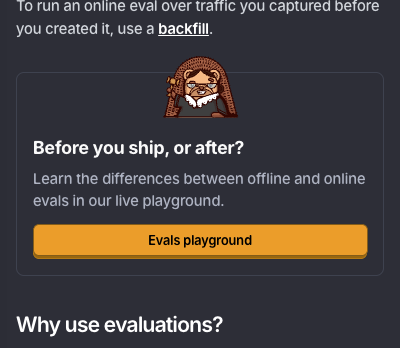 To run an online eval over traffic you captured before
you created it, use a backfill.
Before you ship, or after?
Learn the differences between offline and online
evals in our live playground.
Evals playground
Why use evaluations?